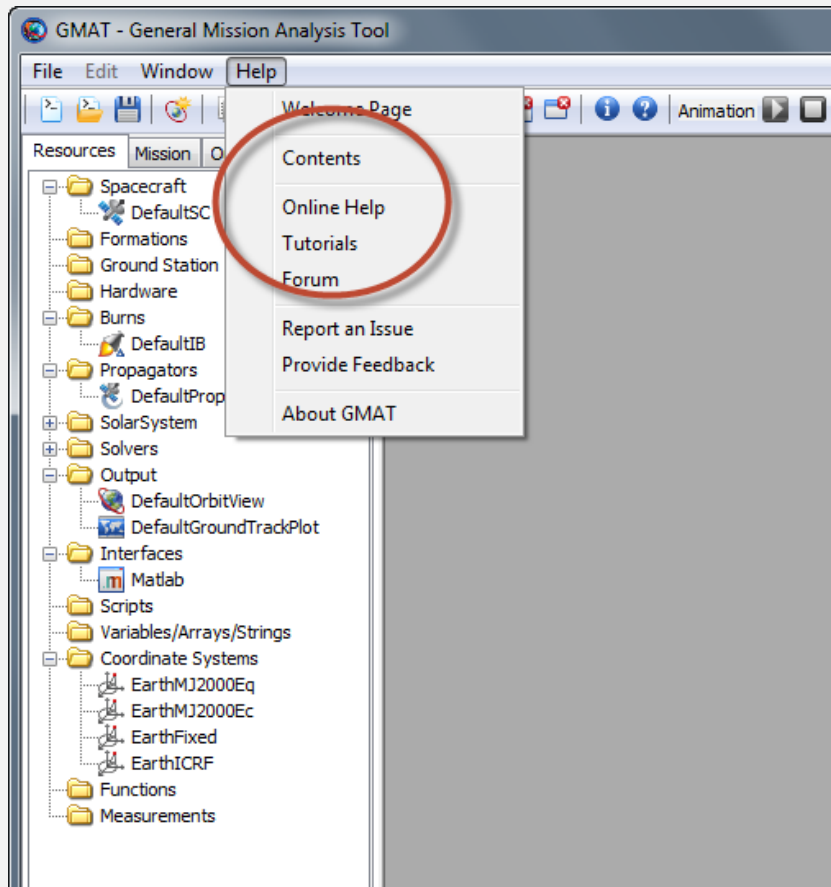 GMAT - General Mission Analysis Tool
File Edit Window Help
Animation
Resources Mission O
Welcome Page
Contents
Online Help
Tutorials
Forum
Report an Issue
Provide Feedback
About GMAT
Spacecraft
DefaultSC
Formations
Ground Station
Hardware
Burns
DefaultIB
Propagators
DefaultProp
SolarSystem
Solvers
Output
DefaultOrbitView
DefaultGroundTrackPlot
Interfaces
.m Matlab
Scripts
Variables/Arrays/Strings
Coordinate Systems
EarthMJ2000Eq
EarthMJ2000Ec
EarthFixed
EarthICRF
Functions
Measurements